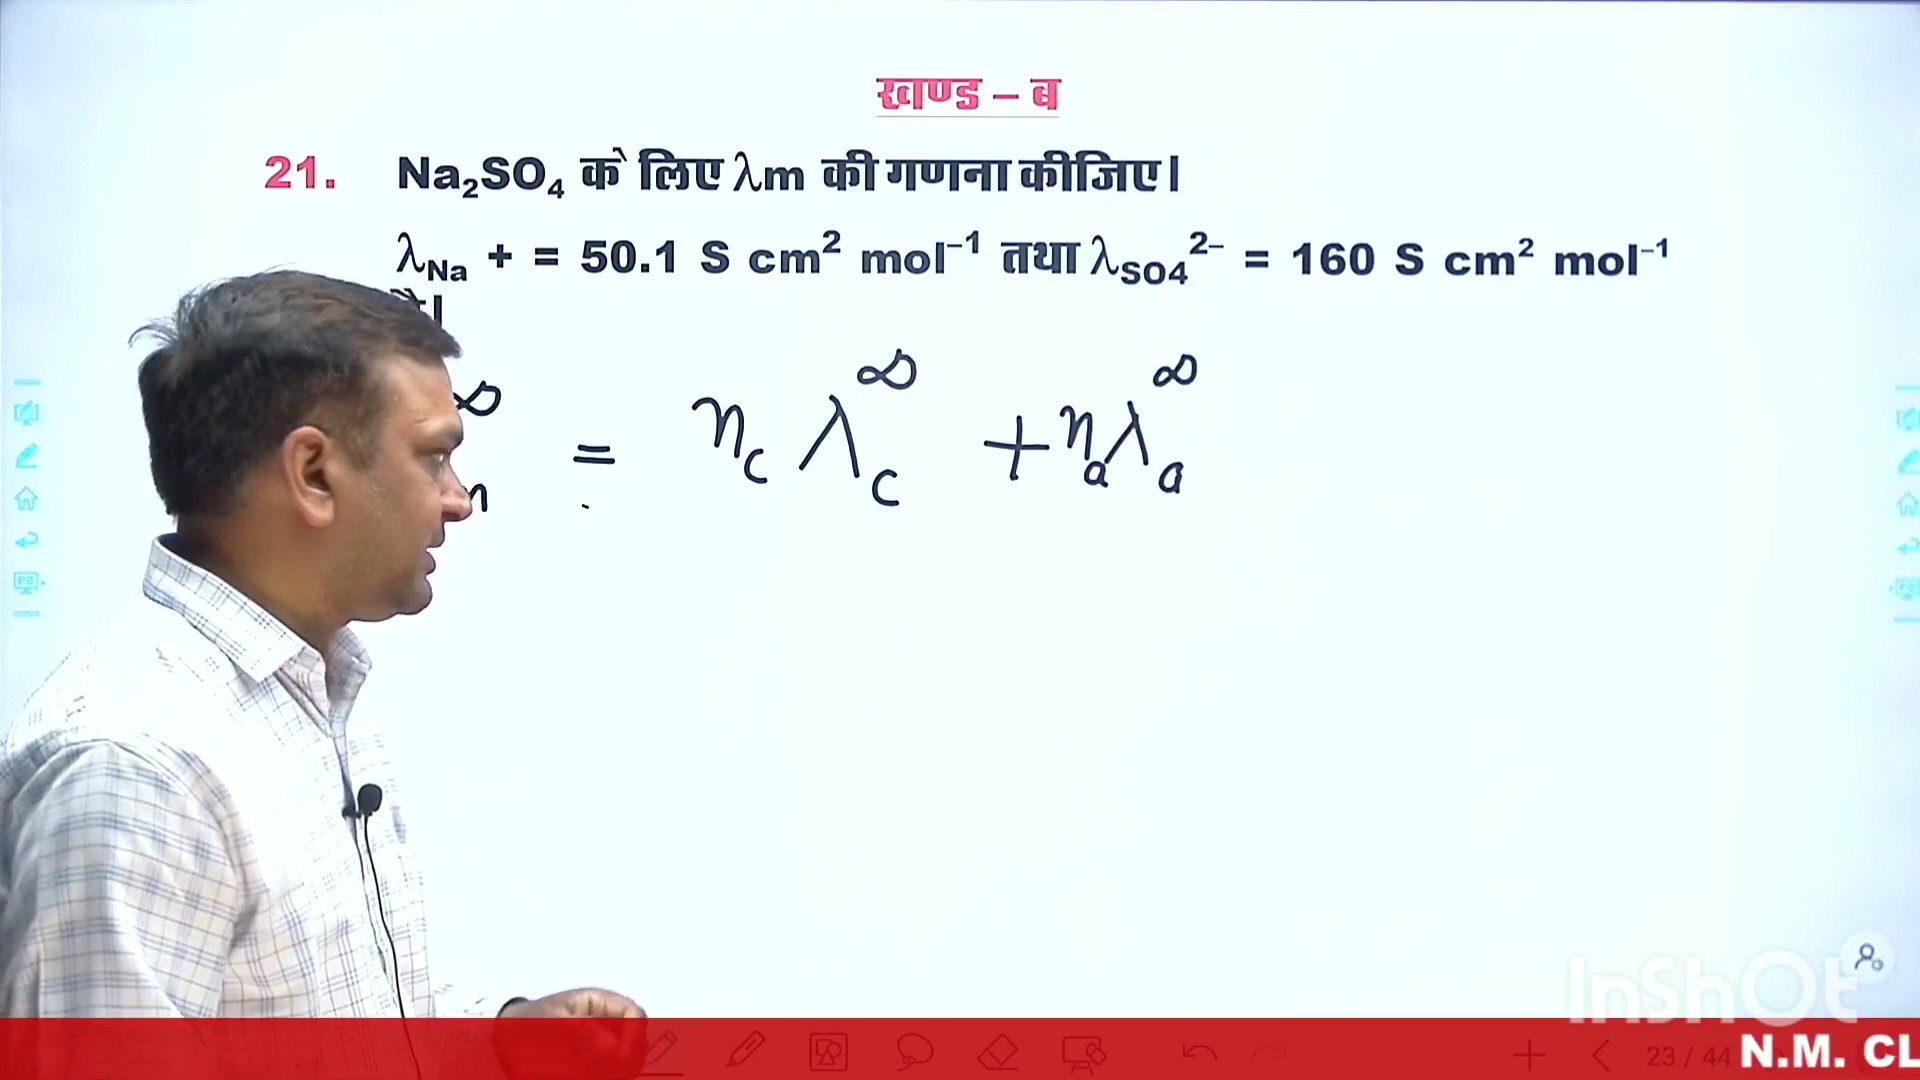 खण्ड – ब
21. Na₂SO₄ के लिए λm की गणना कीजिए।
λNa + = 50.1 S cm² mol⁻¹ तथा λSO4²⁻ = 160 S cm² mol⁻¹
∞ = ηc λc∞ + ηa λa∞
InShOt
23 / 44 N.M. CL